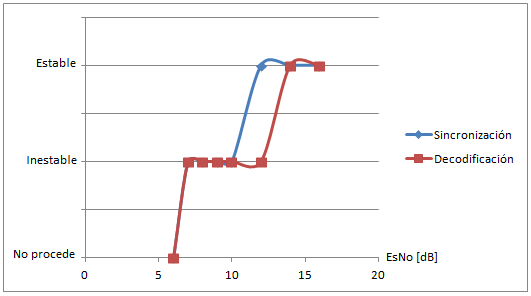 Estable
Inestable
No procede
0 5 10 15 20
EsNo [dB]
Sincronización
Decodificación